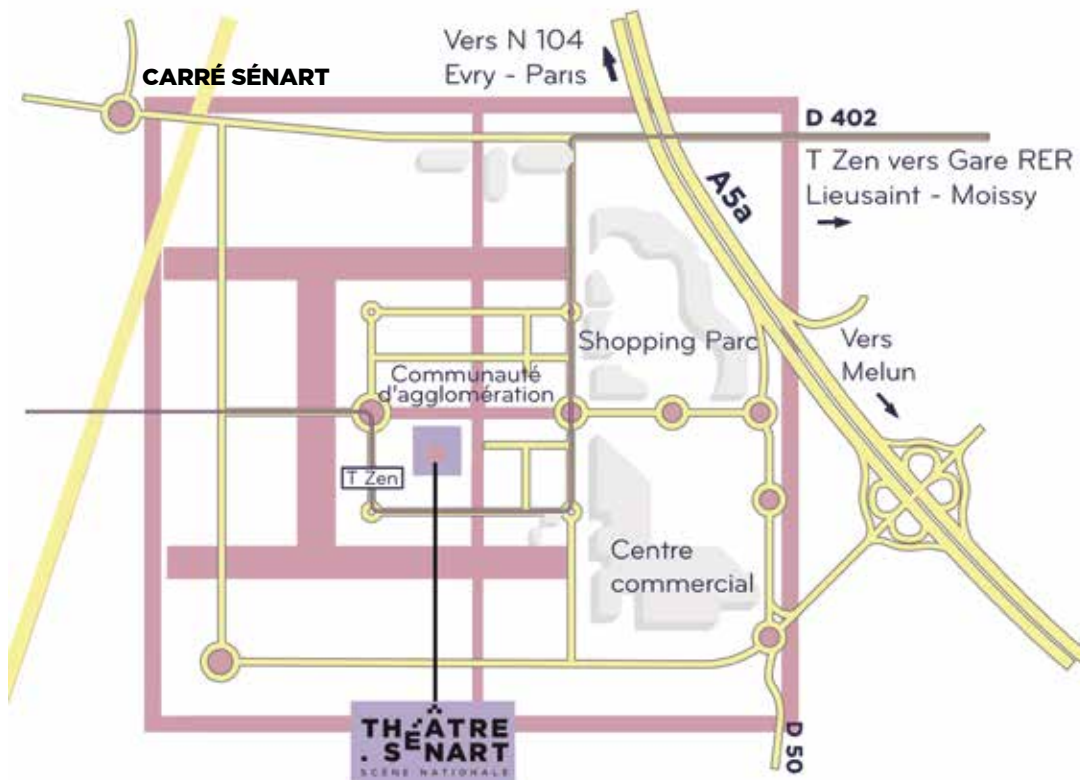 CARRÉ SÉNART
Vers N 104
Evry - Paris
D 402
T Zen vers Gare RER
Lieusaint - Moissy
A5a
Shopping Parc
Vers
Melun
Communauté
d'agglomération
T Zen
Centre
commercial
THÉÂTRE
. SÉNART
SCÈNE NATIONALE
D 50